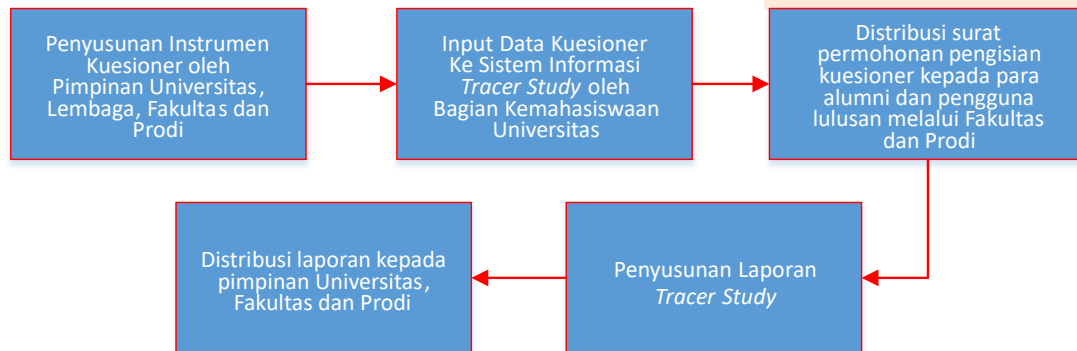 Penyusunan Instrumen
Kuesioner oleh
Pimpinan Universitas,
Lembaga, Fakultas dan
Prodi
Input Data Kuesioner
Ke Sistem Informasi
Tracer Study oleh
Bagian Kemahasiswaan
Universitas
Distribusi surat
permohonan pengisian
kuesioner kepada para
alumni dan pengguna
lulusan melalui Fakultas
dan Prodi
Distribusi laporan kepada
pimpinan Universitas,
Fakultas dan Prodi
Penyusunan Laporan
Tracer Study